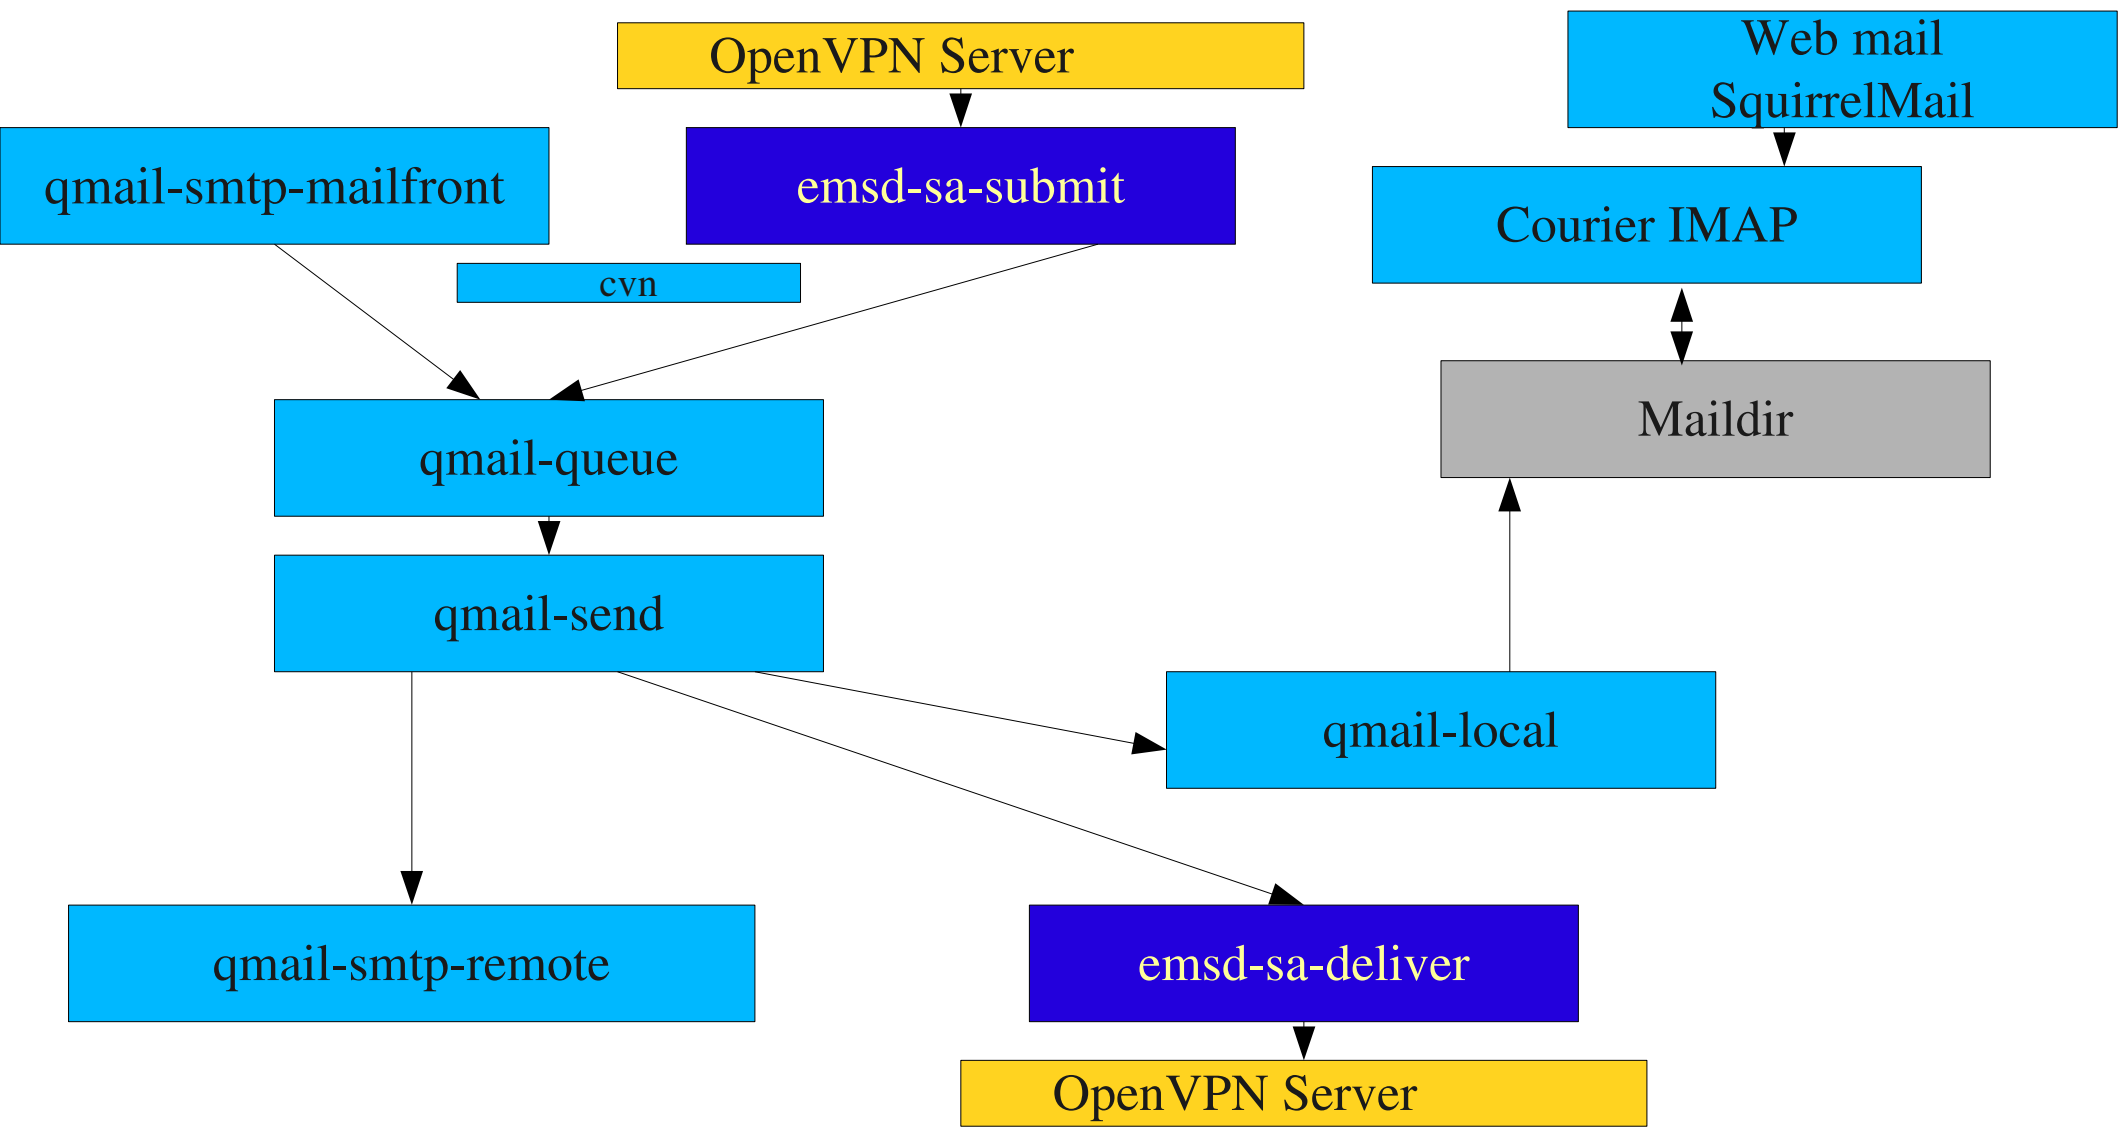 OpenVPN Server
Web mail
SquirrelMail
qmail-smtp-mailfront
emsd-sa-submit
Courier IMAP
cvn
Maildir
qmail-queue
qmail-send
qmail-local
qmail-smtp-remote
emsd-sa-deliver
OpenVPN Server